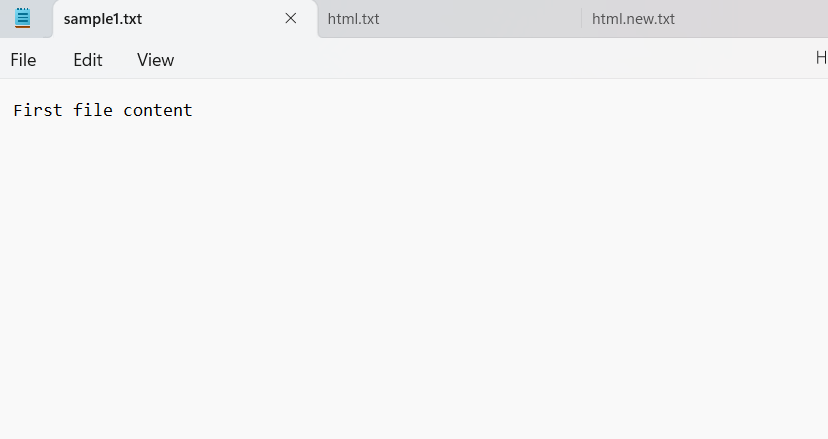 sample1.txt html.txt html.new.txt
File Edit View H
First file content